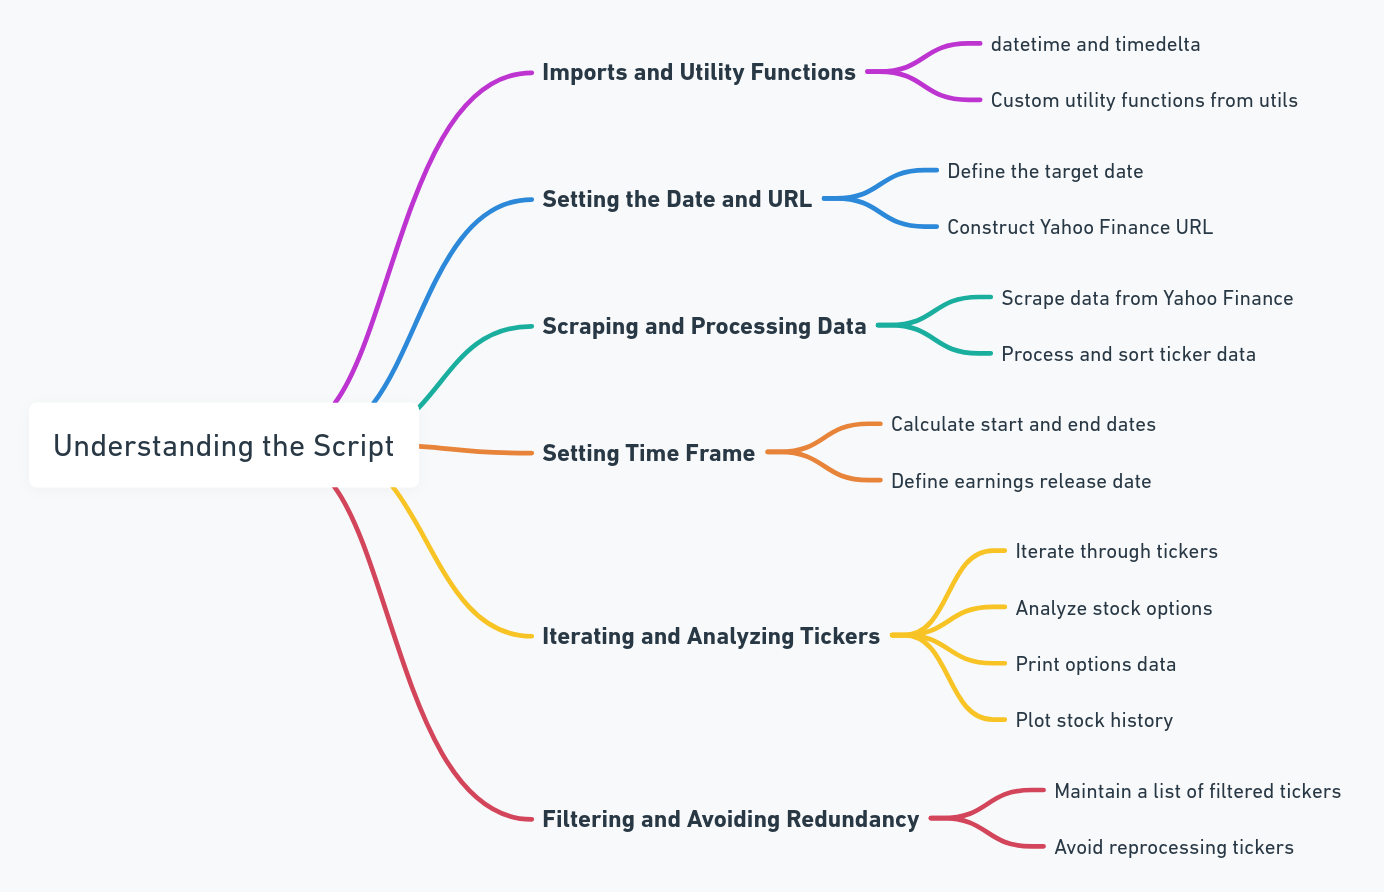 Understanding the Script
Imports and Utility Functions
datetime and timedelta
Custom utility functions from utils
Setting the Date and URL
Define the target date
Construct Yahoo Finance URL
Scraping and Processing Data
Scrape data from Yahoo Finance
Process and sort ticker data
Setting Time Frame
Calculate start and end dates
Define earnings release date
Iterating and Analyzing Tickers
Iterate through tickers
Analyze stock options
Print options data
Plot stock history
Filtering and Avoiding Redundancy
Maintain a list of filtered tickers
Avoid reprocessing tickers